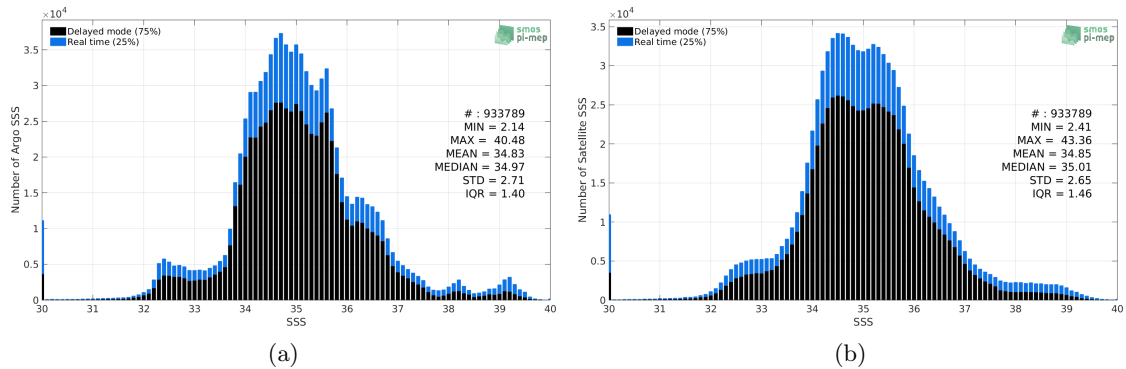 ×10⁴
Delayed mode (75%)
Real time (25%)
smos
pi-mep
# : 933789
MIN = 2.14
MAX = 40.48
MEAN = 34.83
MEDIAN = 34.97
STD = 2.71
IQR = 1.40
Number of Argo SSS
3.5
3
2.5
2
1.5
1
0.5
0
30 31 32 33 34 35 36 37 38 39 40
SSS
(a)
×10⁴
Delayed mode (75%)
Real time (25%)
smos
pi-mep
# : 933789
MIN = 2.41
MAX = 43.36
MEAN = 34.85
MEDIAN = 35.01
STD = 2.65
IQR = 1.46
Number of Satellite SSS
3.5
3
2.5
2
1.5
1
0.5
0
30 31 32 33 34 35 36 37 38 39 40
SSS
(b)